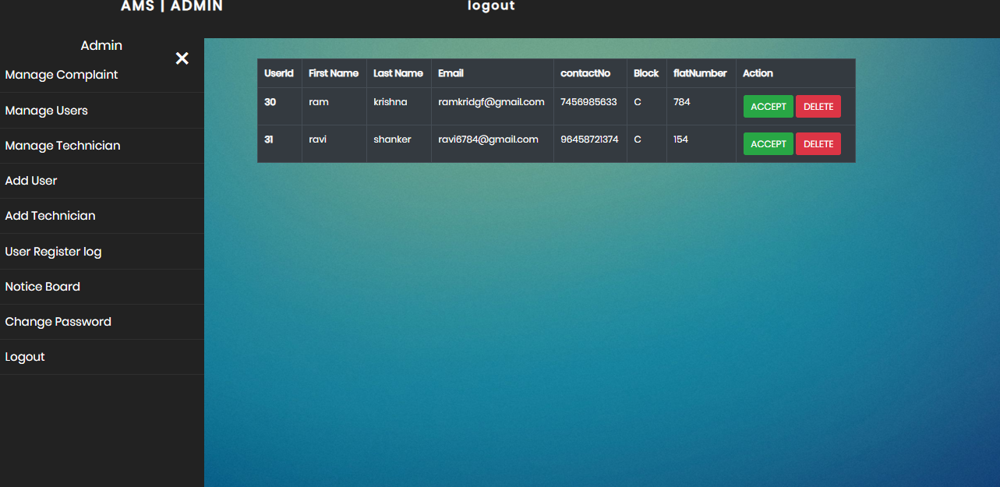 AMS | ADMIN logout
Admin
×
Manage Complaint
Manage Users
Manage Technician
Add User
Add Technician
User Register log
Notice Board
Change Password
Logout
UserId First Name Last Name Email contactNo Block flatNumber Action
30 ram krishna ramkridgf@gmail.com 7456985633 C 784 ACCEPT DELETE
31 ravi shanker ravi6784@gmail.com 96458721374 C 154 ACCEPT DELETE